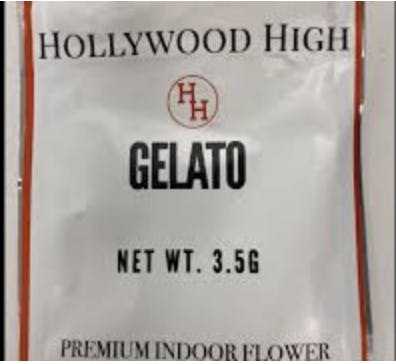 HOLLYWOOD HIGH
HH
GELATO
NET WT. 3.5G
PREMIUM INDOOR FLOWER